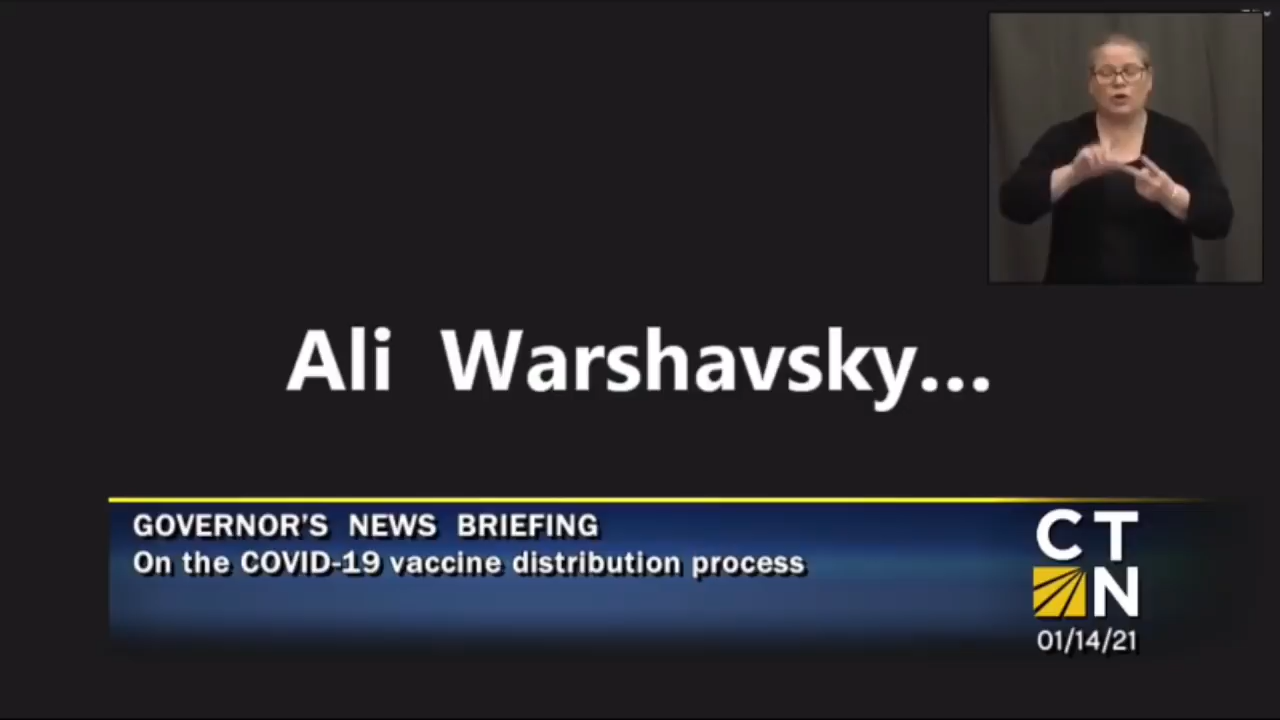 Ali Warshavsky...
GOVERNOR'S NEWS BRIEFING
On the COVID-19 vaccine distribution process
CT
N
01/14/21